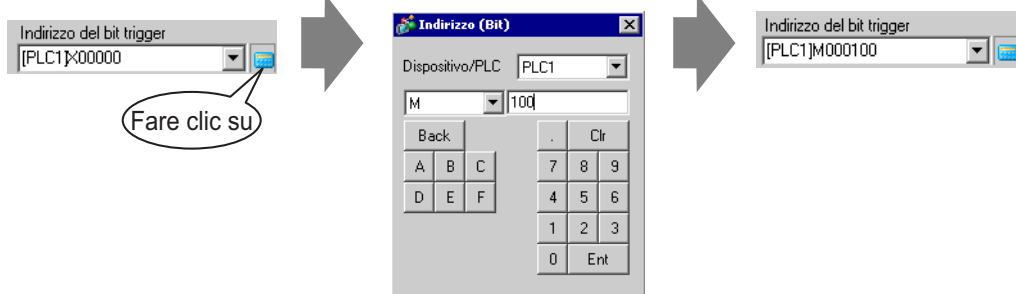 Indirizzo del bit trigger
[PLC1]X00000
Fare clic su
Indirizzo (Bit)
Dispositivo/PLC PLC1
M 100
Back . Clr
A B C 7 8 9
D E F 4 5 6
1 2 3
0 Ent
Indirizzo del bit trigger
[PLC1]M000100